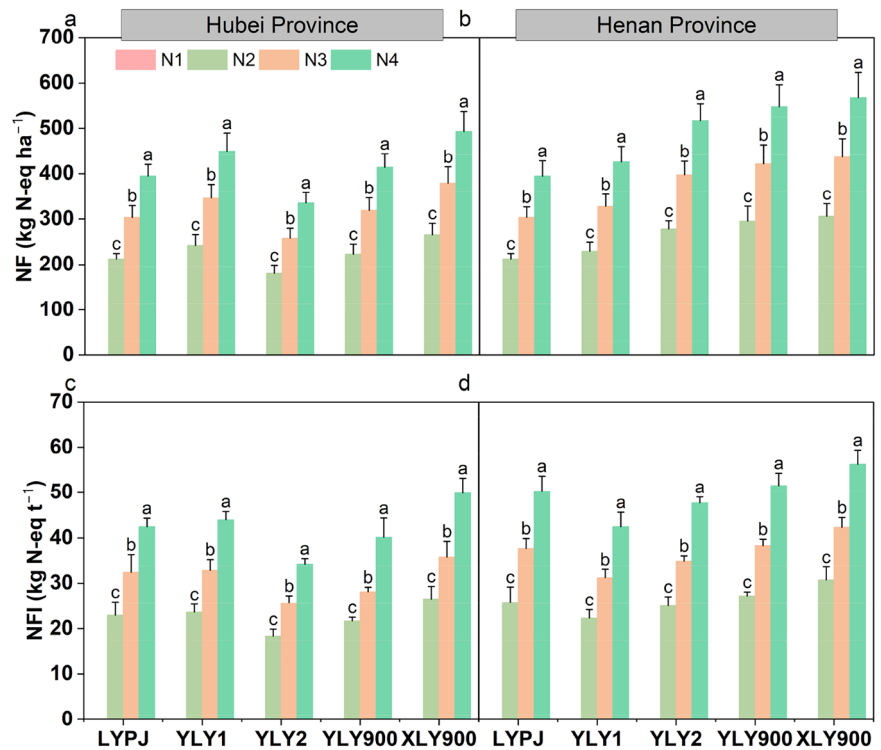 a Hubei Province b Henan Province
N1 N2 N3 N4
NF (kg N-eq ha⁻¹)
700
600
500
400
300
200
100
0
c b a c b a c b a c b a c b a
c b a c b a c b a c b a c b a
c d
NFI (kg N-eq t⁻¹)
70
60
50
40
30
20
10
0
c b a c b a c b a c b a c b a
c b a c b a c b a c b a c b a
LYPJ YLY1 YLY2 YLY900 XLY900 LYPJ YLY1 YLY2 YLY900 XLY900